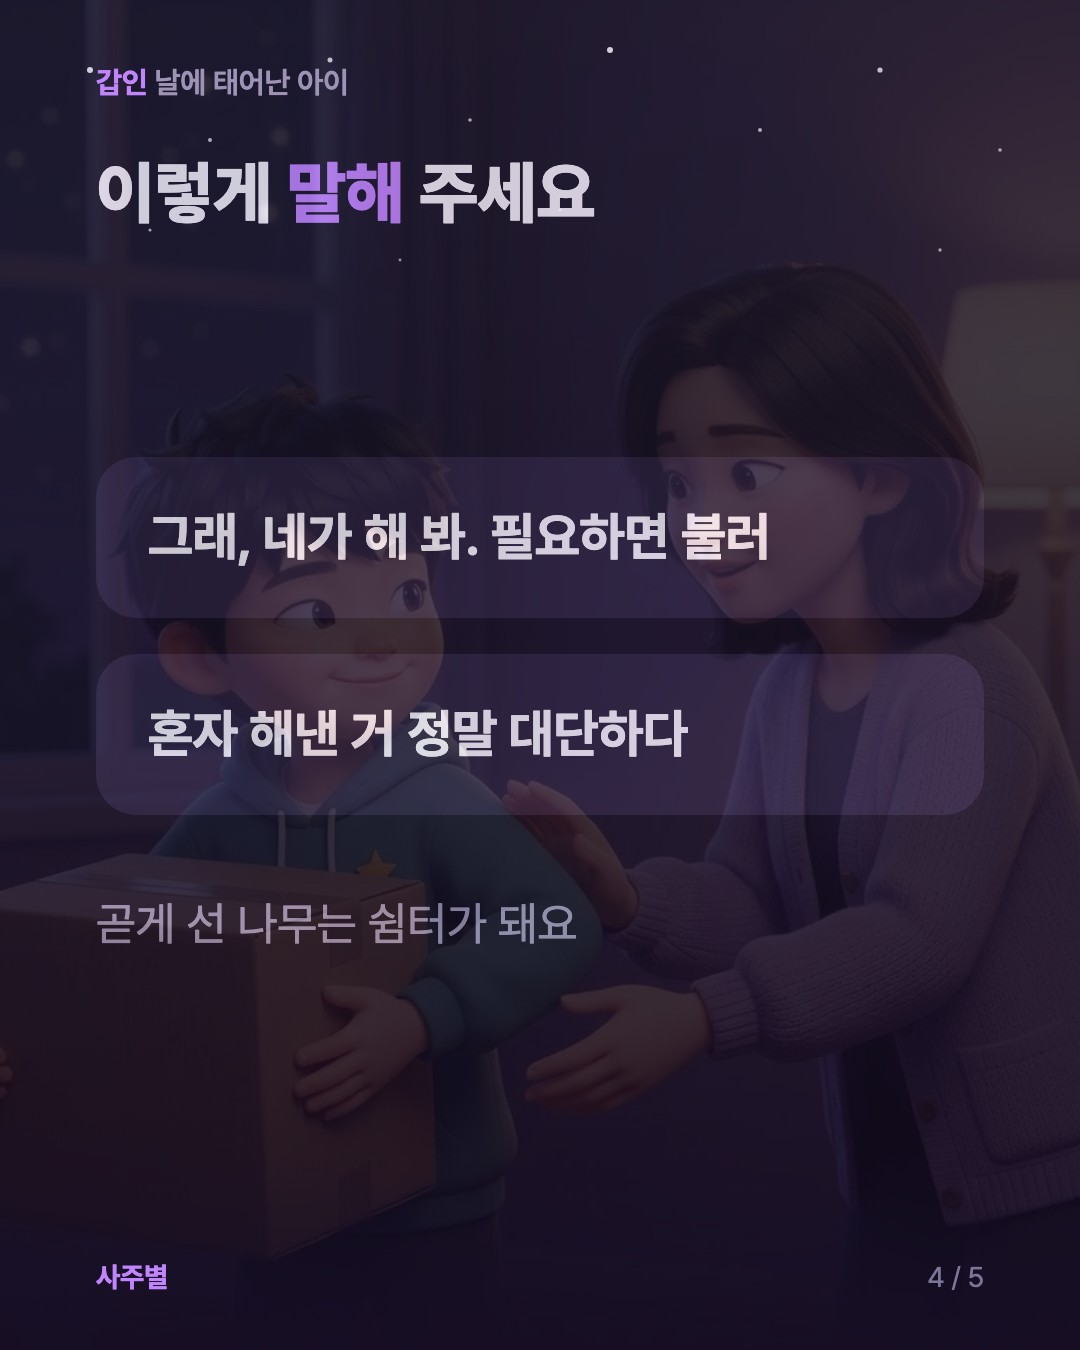 갑인 날에 태어난 아이
이렇게 말해 주세요
그래, 네가 해 봐. 필요하면 불러
혼자 해낸 거 정말 대단하다
곧게 선 나무는 쉼터가 돼요
사주별
4 / 5